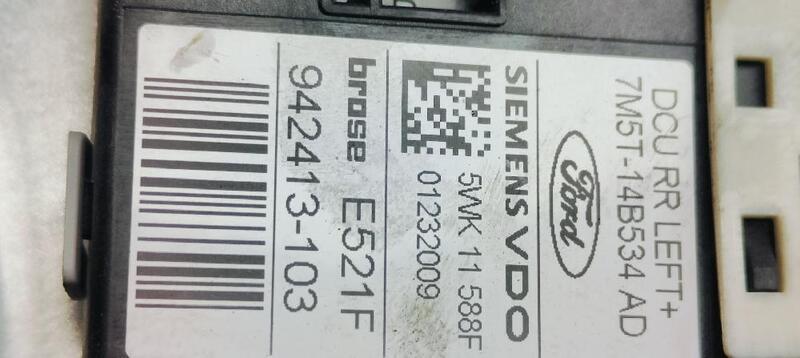 DCU RR LEFT+
7M5T-14B534 AD
Ford
SIEMENS VDO
5WK 11 588F
01232009
brose E521F
942413-103